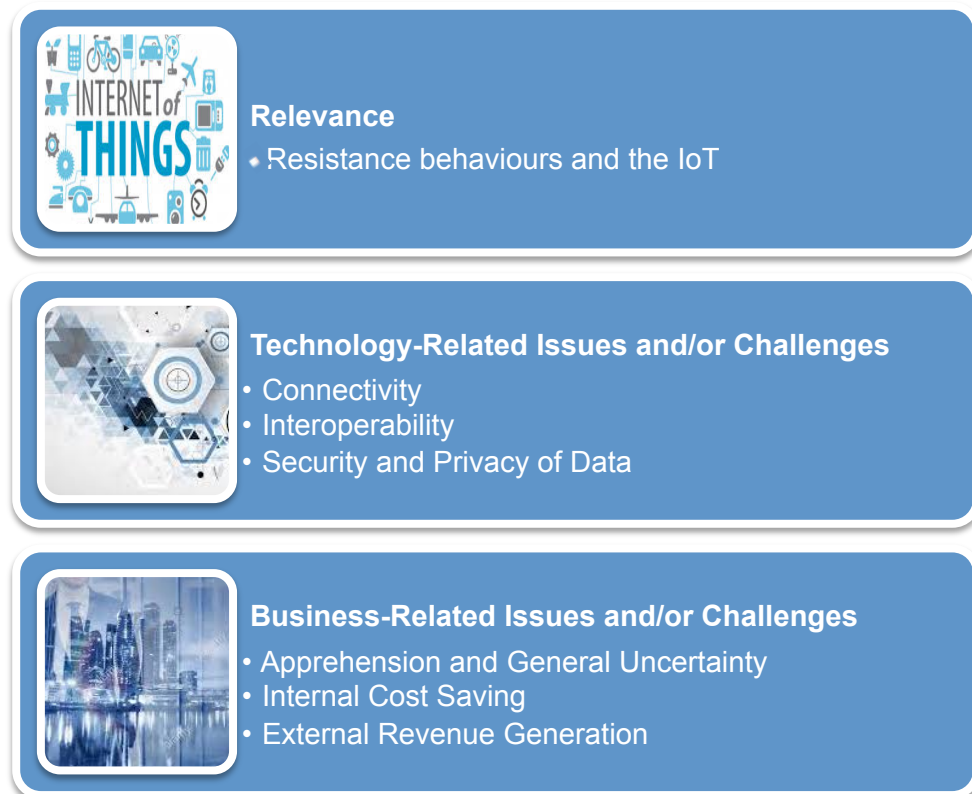 INTERNET of
THINGS
Relevance
• Resistance behaviours and the IoT
Technology-Related Issues and/or Challenges
• Connectivity
• Interoperability
• Security and Privacy of Data
Business-Related Issues and/or Challenges
• Apprehension and General Uncertainty
• Internal Cost Saving
• External Revenue Generation